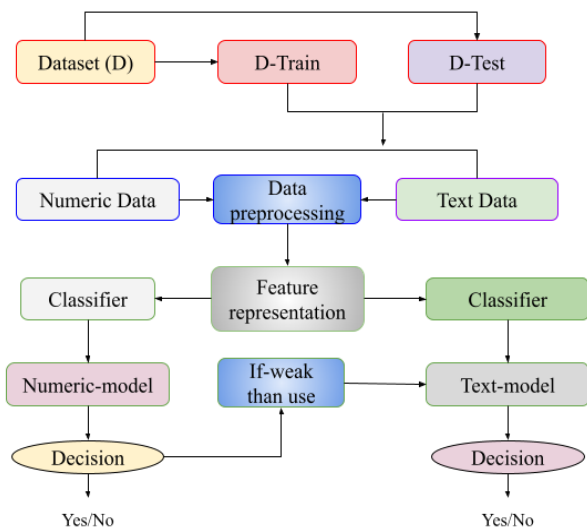 Dataset (D)
D-Train
D-Test
Numeric Data
Data
preprocessing
Text Data
Classifier
Feature
representation
Classifier
Numeric-model
If-weak
than use
Text-model
Decision
Decision
Yes/No
Yes/No